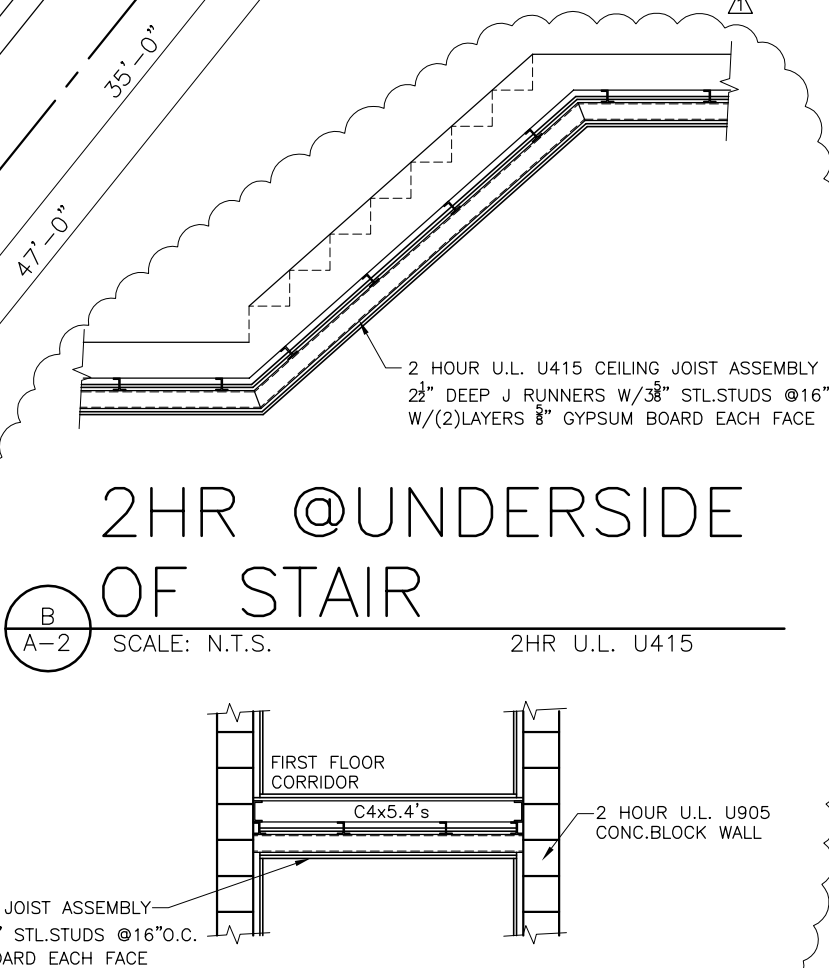 1
35'-0"
47'-0"
2 HOUR U.L. U415 CEILING JOIST ASSEMBLY
2½" DEEP J RUNNERS W/3⅝" STL.STUDS @16"
W/(2)LAYERS ⅝" GYPSUM BOARD EACH FACE
2HR @UNDERSIDE
OF STAIR
B
A-2
SCALE: N.T.S. 2HR U.L. U415
FIRST FLOOR
CORRIDOR
C4x5.4's
2 HOUR U.L. U905
CONC.BLOCK WALL
JOIST ASSEMBLY
" STL.STUDS @16"O.C.
OARD EACH FACE